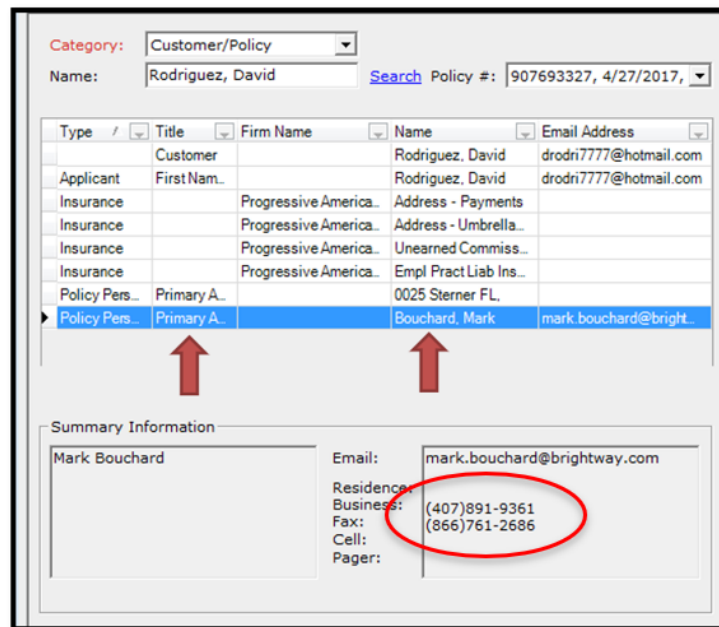 Category: Customer/Policy
Name: Rodriguez, David Search Policy #: 907693327, 4/27/2017,
Type Title Firm Name Name Email Address
Customer Rodriguez, David drodri7777@hotmail.com
Applicant First Nam... Rodriguez, David drodri7777@hotmail.com
Insurance Progressive America... Address - Payments
Insurance Progressive America... Address - Umbrella...
Insurance Progressive America... Unearned Commiss...
Insurance Progressive America... Empl Pract Liab Ins...
Policy Pers... Primary A... 0025 Sterner FL,
Policy Pers... Primary A... Bouchard, Mark mark.bouchard@bright...
Summary Information
Mark Bouchard Email: mark.bouchard@brightway.com
Residence:
Business: (407)891-9361
Fax: (866)761-2686
Cell:
Pager: